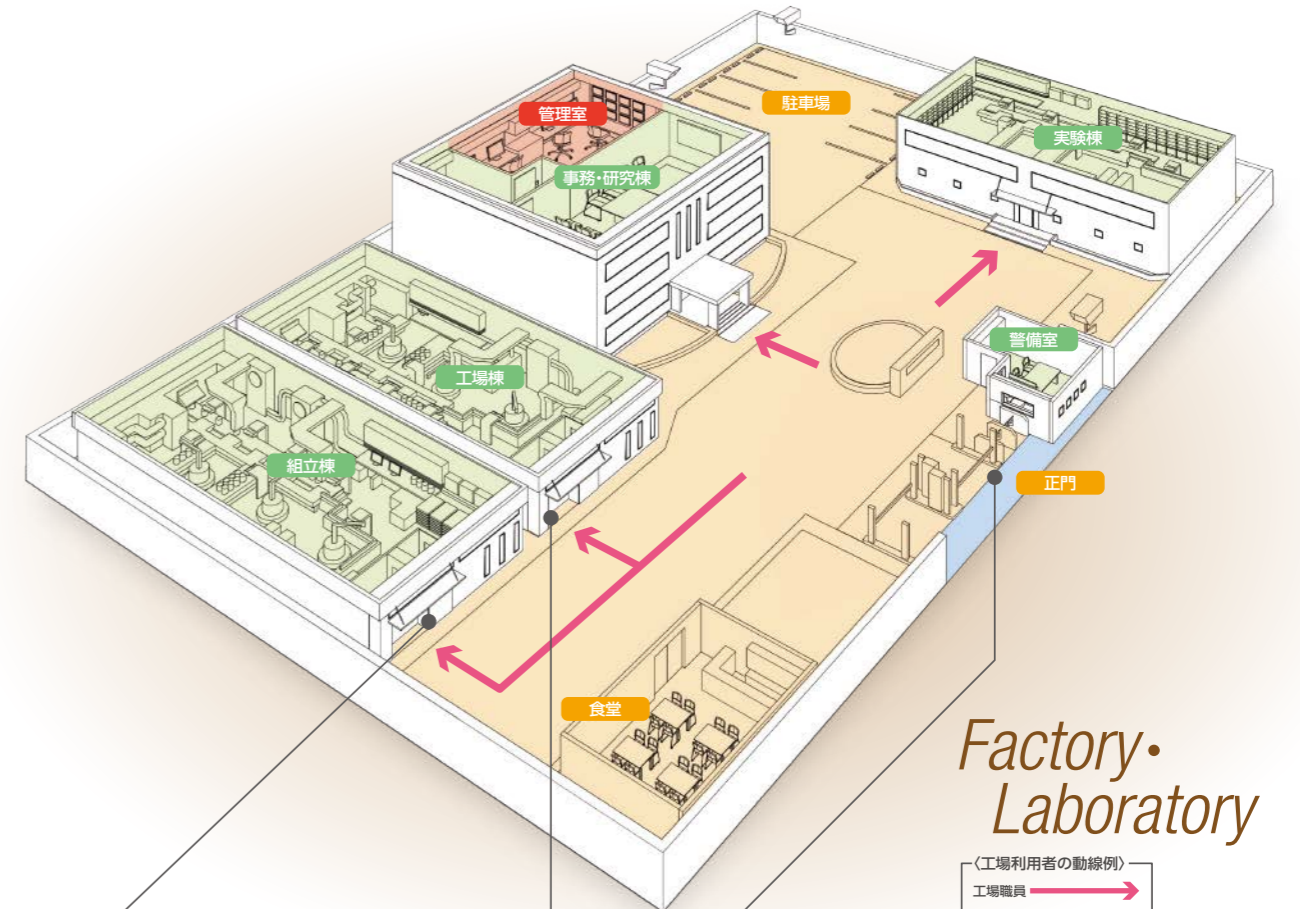 駐車場
管理室
実験棟
事務・研究棟
警備室
工場棟
組立棟
正門
食堂
Factory・
Laboratory
〈工場利用者の動線例〉
工場職員